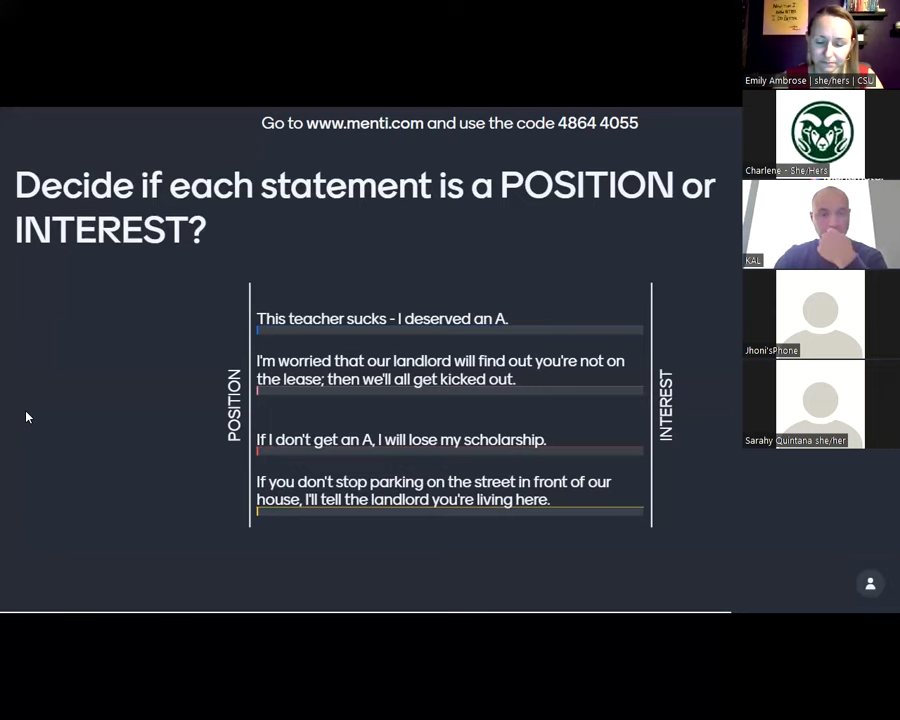 Go to www.menti.com and use the code 4864 4055
Decide if each statement is a POSITION or
INTEREST?
POSITION
This teacher sucks - I deserved an A.
I'm worried that our landlord will find out you're not on
the lease; then we'll all get kicked out.
If I don't get an A, I will lose my scholarship.
If you don't stop parking on the street in front of our
house, I'll tell the landlord you're living here.
INTEREST
Emily Ambrose | she/hers | CSU
Charlene - She/Hers
KAL
Jhoni'sPhone
Sarahy Quintana she/her